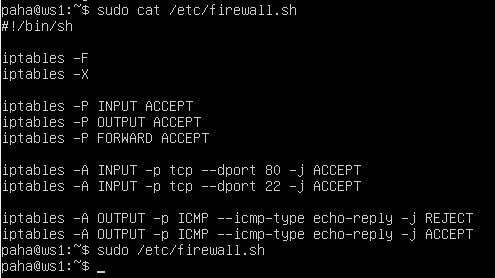 paha@ws1:~$ sudo cat /etc/firewall.sh
#!/bin/sh
iptables -F
iptables -X
iptables -P INPUT ACCEPT
iptables -P OUTPUT ACCEPT
iptables -P FORWARD ACCEPT
iptables -A INPUT -p tcp --dport 80 -j ACCEPT
iptables -A INPUT -p tcp --dport 22 -j ACCEPT
iptables -A OUTPUT -p ICMP --icmp-type echo-reply -j REJECT
iptables -A OUTPUT -p ICMP --icmp-type echo-reply -j ACCEPT
paha@ws1:~$ sudo /etc/firewall.sh
paha@ws1:~$ _